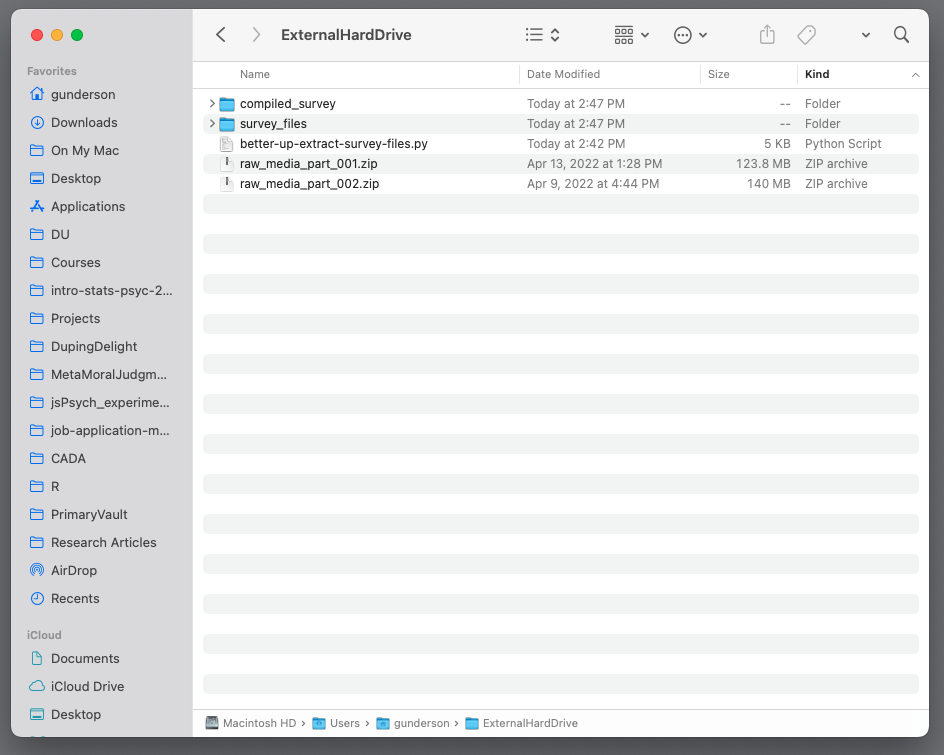 ExternalHardDrive
Favorites
gunderson
Downloads
On My Mac
Desktop
Applications
DU
Courses
intro-stats-psyc-2...
Projects
DupingDelight
MetaMoralJudgm...
jsPsych_experime...
job-application-m...
CADA
R
PrimaryVault
Research Articles
AirDrop
Recents
iCloud
Documents
iCloud Drive
Desktop
Name Date Modified Size Kind
compiled_survey Today at 2:47 PM -- Folder
survey_files Today at 2:47 PM -- Folder
better-up-extract-survey-files.py Today at 2:42 PM 5 KB Python Script
raw_media_part_001.zip Apr 13, 2022 at 1:28 PM 123.8 MB ZIP archive
raw_media_part_002.zip Apr 9, 2022 at 4:44 PM 140 MB ZIP archive
Macintosh HD › Users › gunderson › ExternalHardDrive